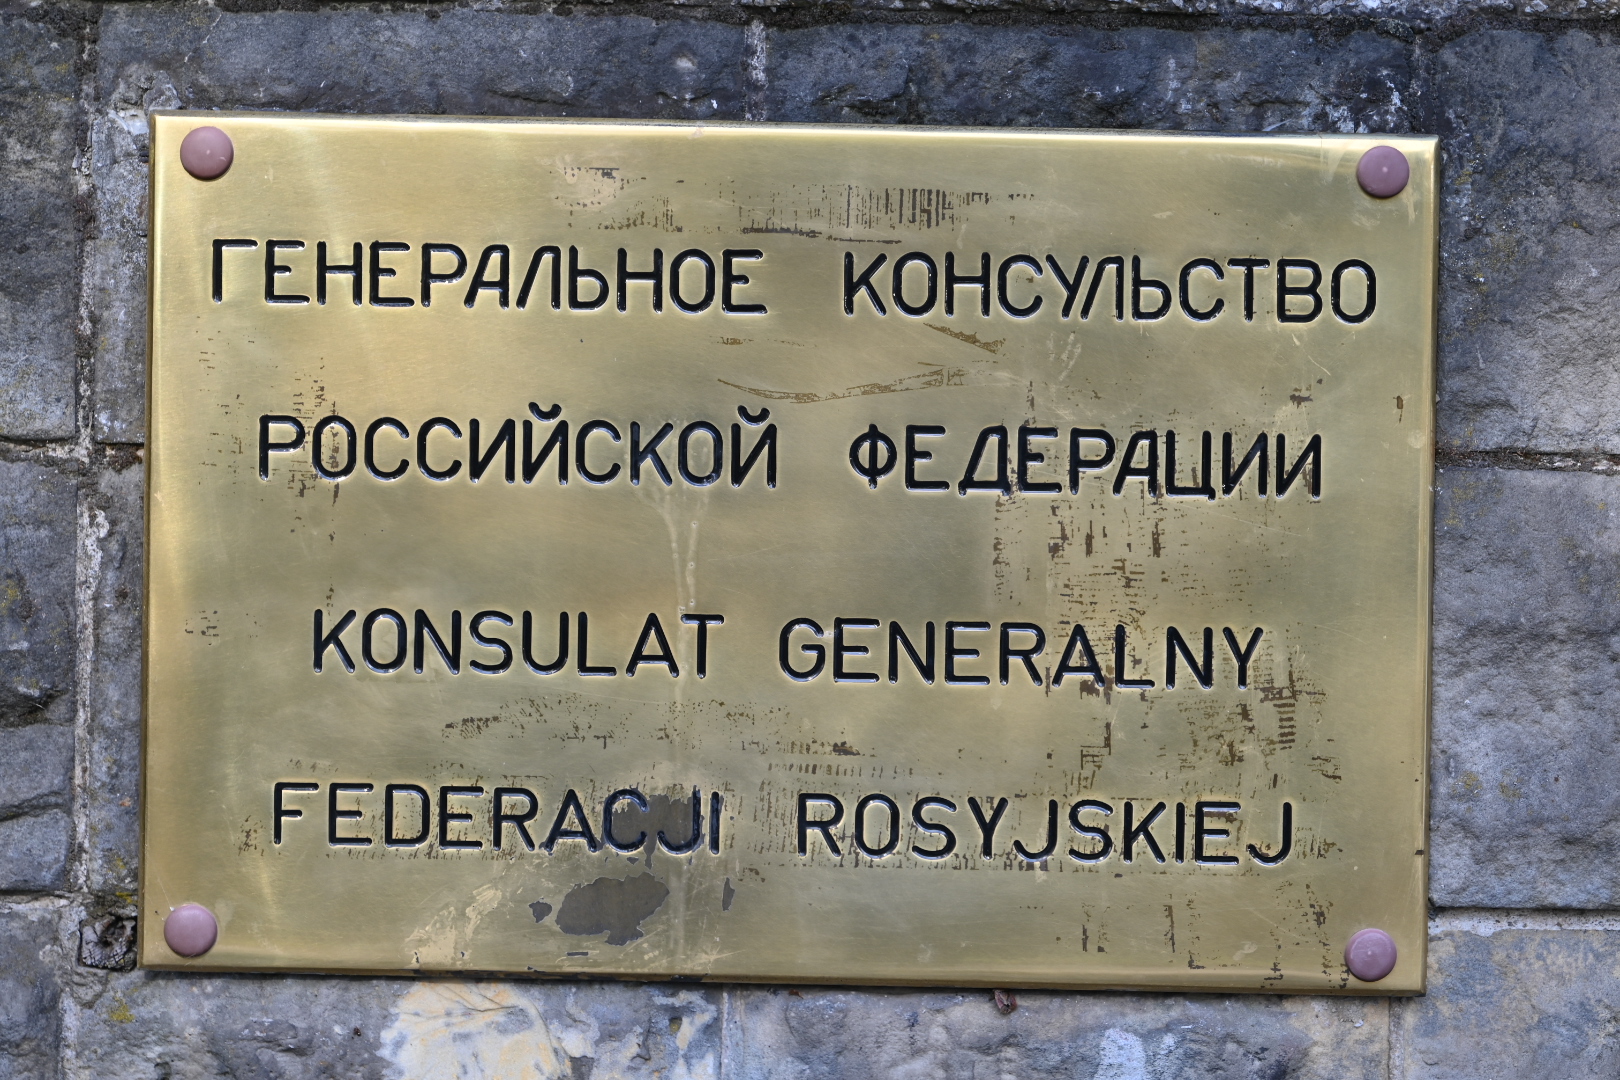 ГЕНЕРАЛЬНОЕ КОНСУЛЬСТВО
РОССИЙСКОЙ ФЕДЕРАЦИИ
KONSULAT GENERALNY
FEDERACJI ROSYJSKIEJ